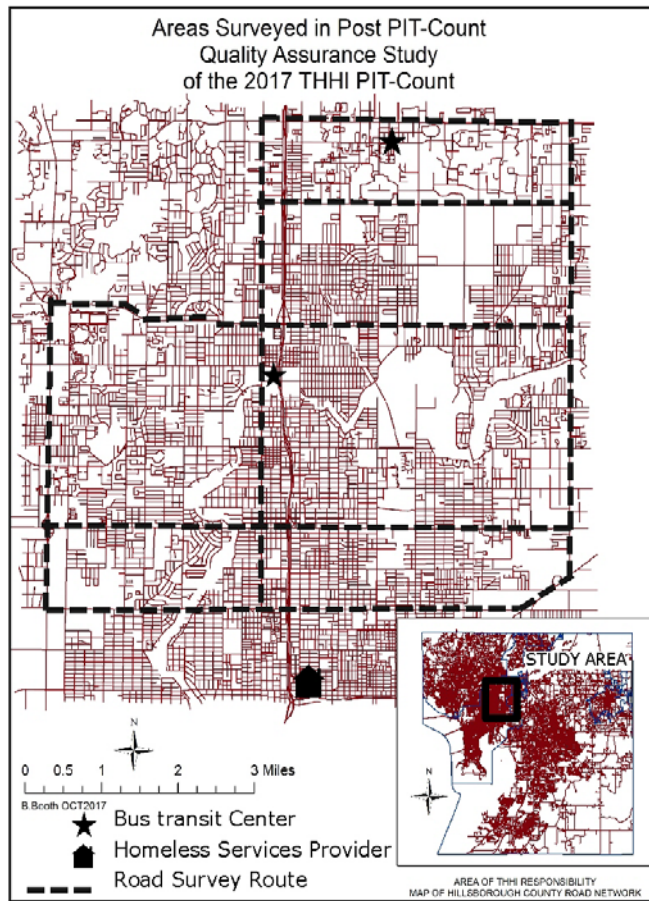 Areas Surveyed in Post PIT-Count
Quality Assurance Study
of the 2017 THHI PIT-Count
STUDY AREA
N
N
0 0.5 1 2 3 Miles
B.Booth OCT2017
Bus transit Center
Homeless Services Provider
Road Survey Route
AREA OF THHI RESPONSIBILITY
MAP OF HILLSBOROUGH COUNTY ROAD NETWORK